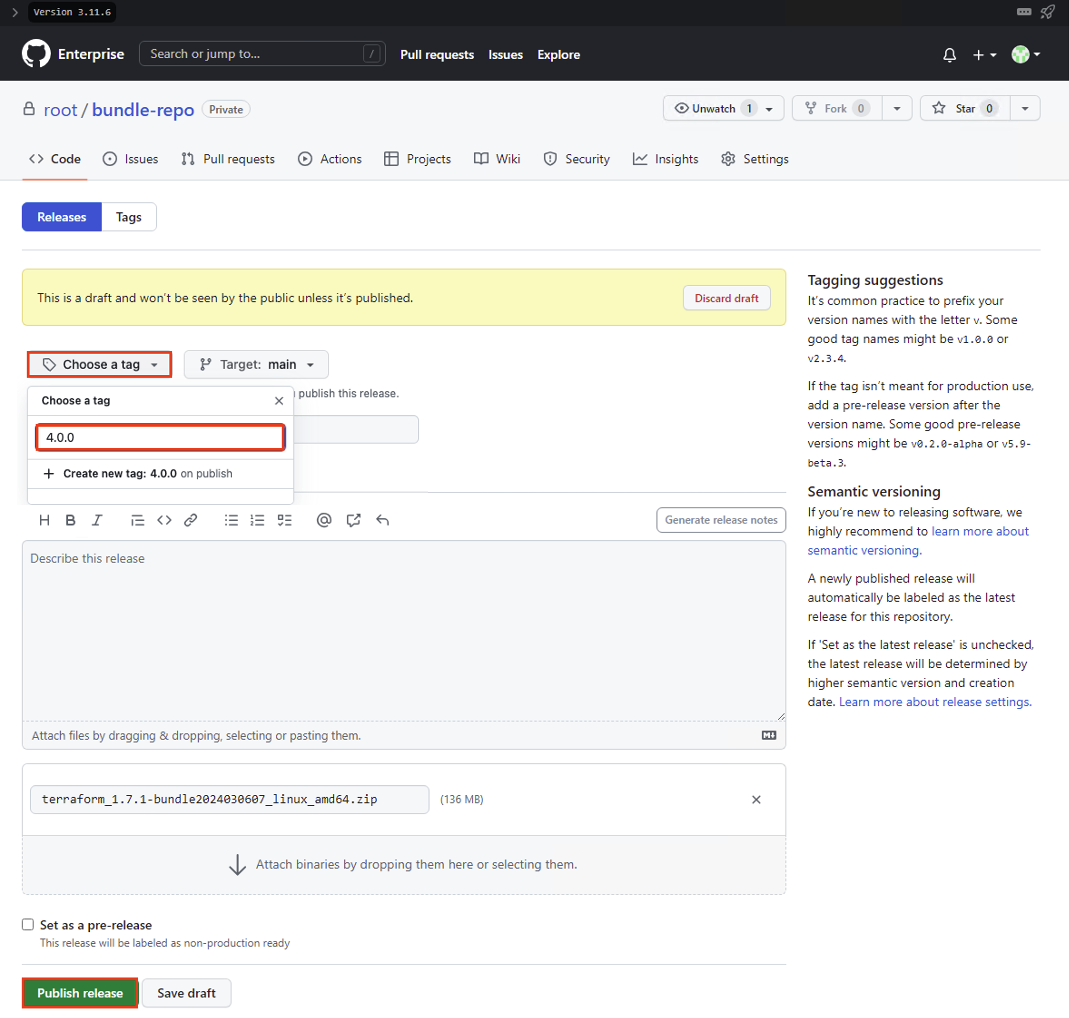 Version 3.11.6
Enterprise Search or jump to... / Pull requests Issues Explore
root / bundle-repo Private Unwatch 1 Fork 0 Star 0
Code Issues Pull requests Actions Projects Wiki Security Insights Settings
Releases Tags
This is a draft and won't be seen by the public unless it's published. Discard draft
Choose a tag Target: main
publish this release.
Choose a tag
4.0.0
Create new tag: 4.0.0 on publish
H B I Generate release notes
Describe this release
Attach files by dragging & dropping, selecting or pasting them.
terraform_1.7.1-bundle2024030607_linux_amd64.zip (136 MB)
Attach binaries by dropping them here or selecting them.
Set as a pre-release
This release will be labeled as non-production ready
Publish release Save draft
Tagging suggestions
It's common practice to prefix your
version names with the letter v. Some
good tag names might be v1.0.0 or
v2.3.4.
If the tag isn't meant for production use,
add a pre-release version after the
version name. Some good pre-release
versions might be v0.2.0-alpha or v5.9-
beta.3.
Semantic versioning
If you're new to releasing software, we
highly recommend to learn more about
semantic versioning.
A newly published release will
automatically be labeled as the latest
release for this repository.
If 'Set as the latest release' is unchecked,
the latest release will be determined by
higher semantic version and creation
date. Learn more about release settings.